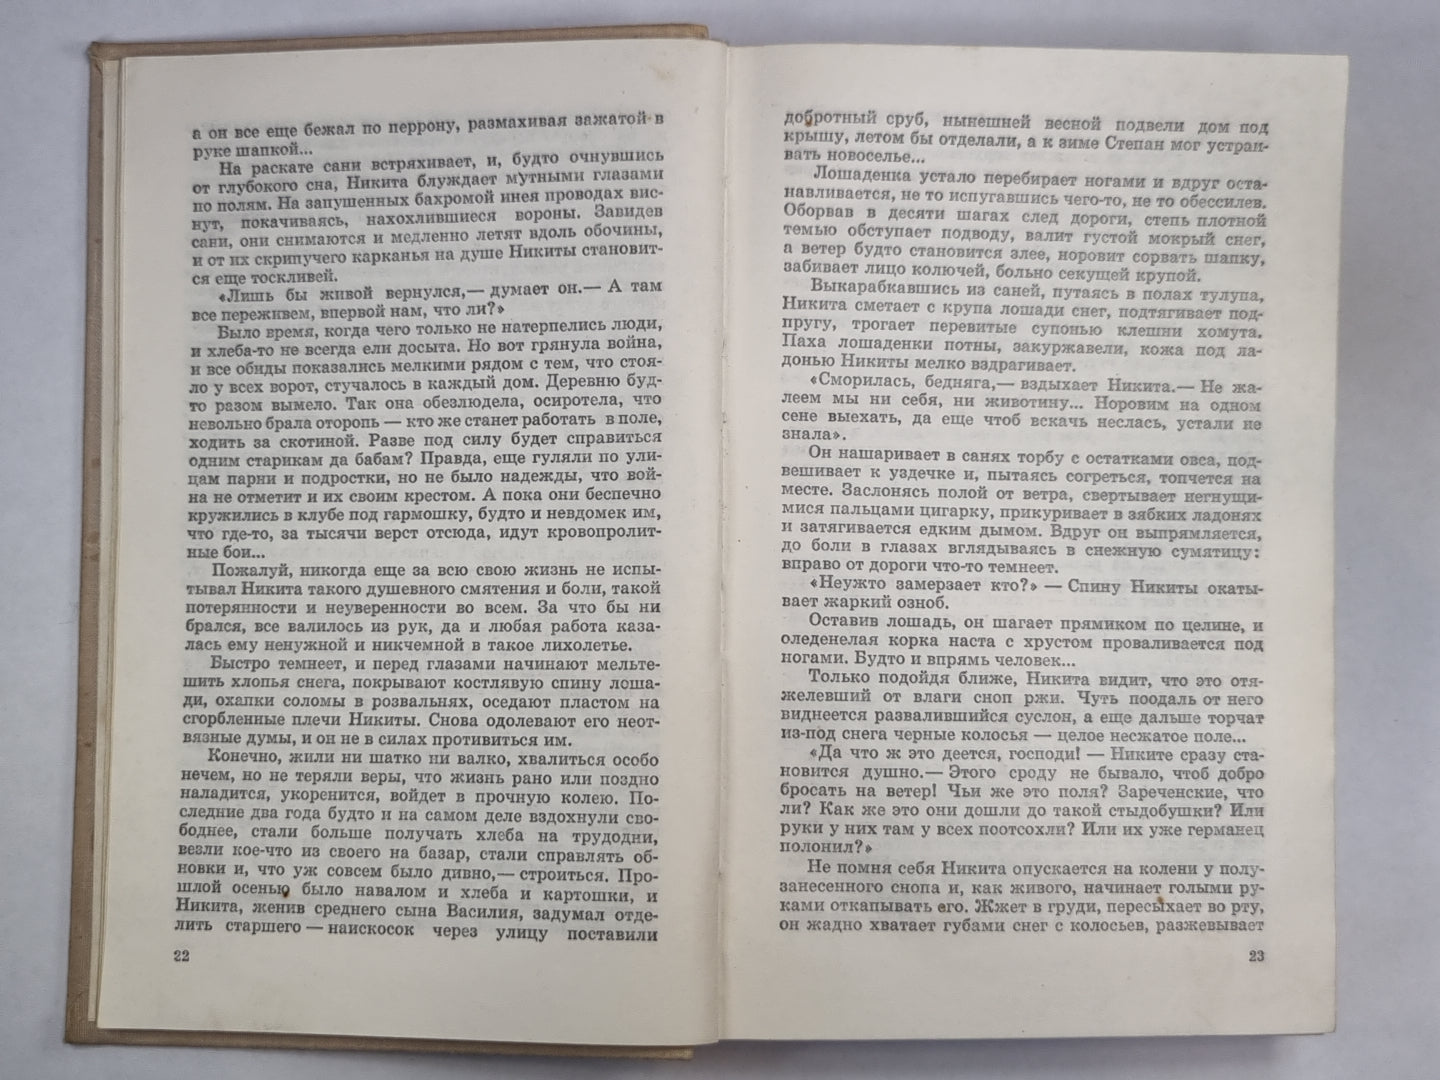 а он все еще бежал по перрону, размахивая зажатой в
руке шапкой...
На раскате сани встряхивает, и, будто очнувшись
от глубокого сна, Никита блуждает мутными глазами
по полям. На запушенных бахромой инея проводах вис-
нут, покачиваясь, нахохлившиеся вороны. Завидев
сани, они снимаются и медленно летят вдоль обочины,
и от их скрипучего карканья на душе Никиты становит-
ся еще тоскливей.
«Лишь бы живой вернулся,— думает он.— А там
все переживем, впервой нам, что ли?»
Было время, когда чего только не натерпелись люди,
и хлеба-то не всегда ели досыта. Но вот грянула война,
и все обиды показались мелкими рядом с тем, что стоя-
ло у всех ворот, стучалось в каждый дом. Деревню буд-
то разом вымело. Так она обезлюдела, осиротела, что
невольно брала оторопь — кто же станет работать в поле,
ходить за скотиной. Разве под силу будет справиться
одним старикам да бабам? Правда, еще гуляли по ули-
цам парни и подростки, но не было надежды, что вой-
на не отметит и их своим крестом. А пока они беспечно
кружились в клубе под гармошку, будто и невдомек им,
что где-то, за тысячи верст отсюда, идут кровопролит-
ные бои...
Пожалуй, никогда еще за всю свою жизнь не испы-
тывал Никита такого душевного смятения и боли, такой
потерянности и неуверенности во всем. За что бы ни
брался, все валилось из рук, да и любая работа каза-
лась ему ненужной и никчемной в такое лихолетье.
Быстро темнеет, и перед глазами начинают мельте-
шить хлопья снега, покрывают костлявую спину лоша-
ди, охапки соломы в розвальнях, оседают пластом на
сгорбленные плечи Никиты. Снова одолевают его неот-
вязные думы, и он не в силах противиться им.
Конечно, жили ни шатко ни валко, хвалиться особо
нечем, но не теряли веры, что жизнь рано или поздно
наладится, укоренится, войдет в прочную колею. По-
следние два года будто и на самом деле вздохнули сво-
боднее, стали больше получать хлеба на трудодни,
везли кое-что из своего на базар, стали справлять об-
новки и, что уж совсем было дивно,— строиться. Про-
шлой осенью было навалом и хлеба и картошки, и
Никита, женив среднего сына Василия, задумал отде-
лить старшего — наискосок через улицу поставили
22
добротный сруб, нынешней весной подвели дом под
крышу, летом бы отделали, а к зиме Степан мог устраи-
вать новоселье...
Лошаденка устало перебирает ногами и вдруг оста-
навливается, не то испугавшись чего-то, не то обессилев.
Оборвав в десяти шагах след дороги, степь плотной
темью обступает подводу, валит густой мокрый снег,
а ветер будто становится злее, норовит сорвать шапку,
забивает лицо колючей, больно секущей крупой.
Выкарабкавшись из саней, путаясь в полах тулупа,
Никита сметает с крупа лошади снег, подтягивает под-
пругу, трогает перевитые супонью клешни хомута.
Паха лошаденки потны, закуржавели, кожа под ла-
донью Никиты мелко вздрагивает.
«Сморилась, бедняга,— вздыхает Никита.— Не жа-
леем мы ни себя, ни животину... Норовим на одном
сене выехать, да еще чтоб вскачь неслась, устали не
знала».
Он нашаривает в санях торбу с остатками овса, под-
вешивает к уздечке и, пытаясь согреться, топчется на
месте. Заслонясь полой от ветра, свертывает негнущи-
мися пальцами цигарку, прикуривает в зябких ладонях
и затягивается едким дымом. Вдруг он выпрямляется,
до боли в глазах вглядываясь в снежную сумятицу:
вправо от дороги что-то темнеет.
«Неужто замерзает кто?» — Спину Никиты окаты-
вает жаркий озноб.
Оставив лошадь, он шагает прямиком по целине, и
оледенелая корка наста с хрустом проваливается под
ногами. Будто и впрямь человек...
Только подойдя ближе, Никита видит, что это отя-
желевший от влаги сноп ржи. Чуть поодаль от него
виднеется развалившийся суслон, а еще дальше торчат
из-под снега черные колосья — целое несжатое поле...
«Да что ж это деется, господи! — Никите сразу ста-
новится душно.— Этого сроду не бывало, чтоб добро
бросать на ветер! Чьи же это поля? Зареченские, что
ли? Как же это они дошли до такой стыдобушки? Или
руки у них там у всех поотсохли? Или их уже германец
полонил?»
Не помня себя Никита опускается на колени у полу-
занесенного снопа и, как живого, начинает голыми ру-
ками откапывать его. Жжет в груди, пересыхает во рту,
он жадно хватает губами снег с колосьев, разжевывает
23